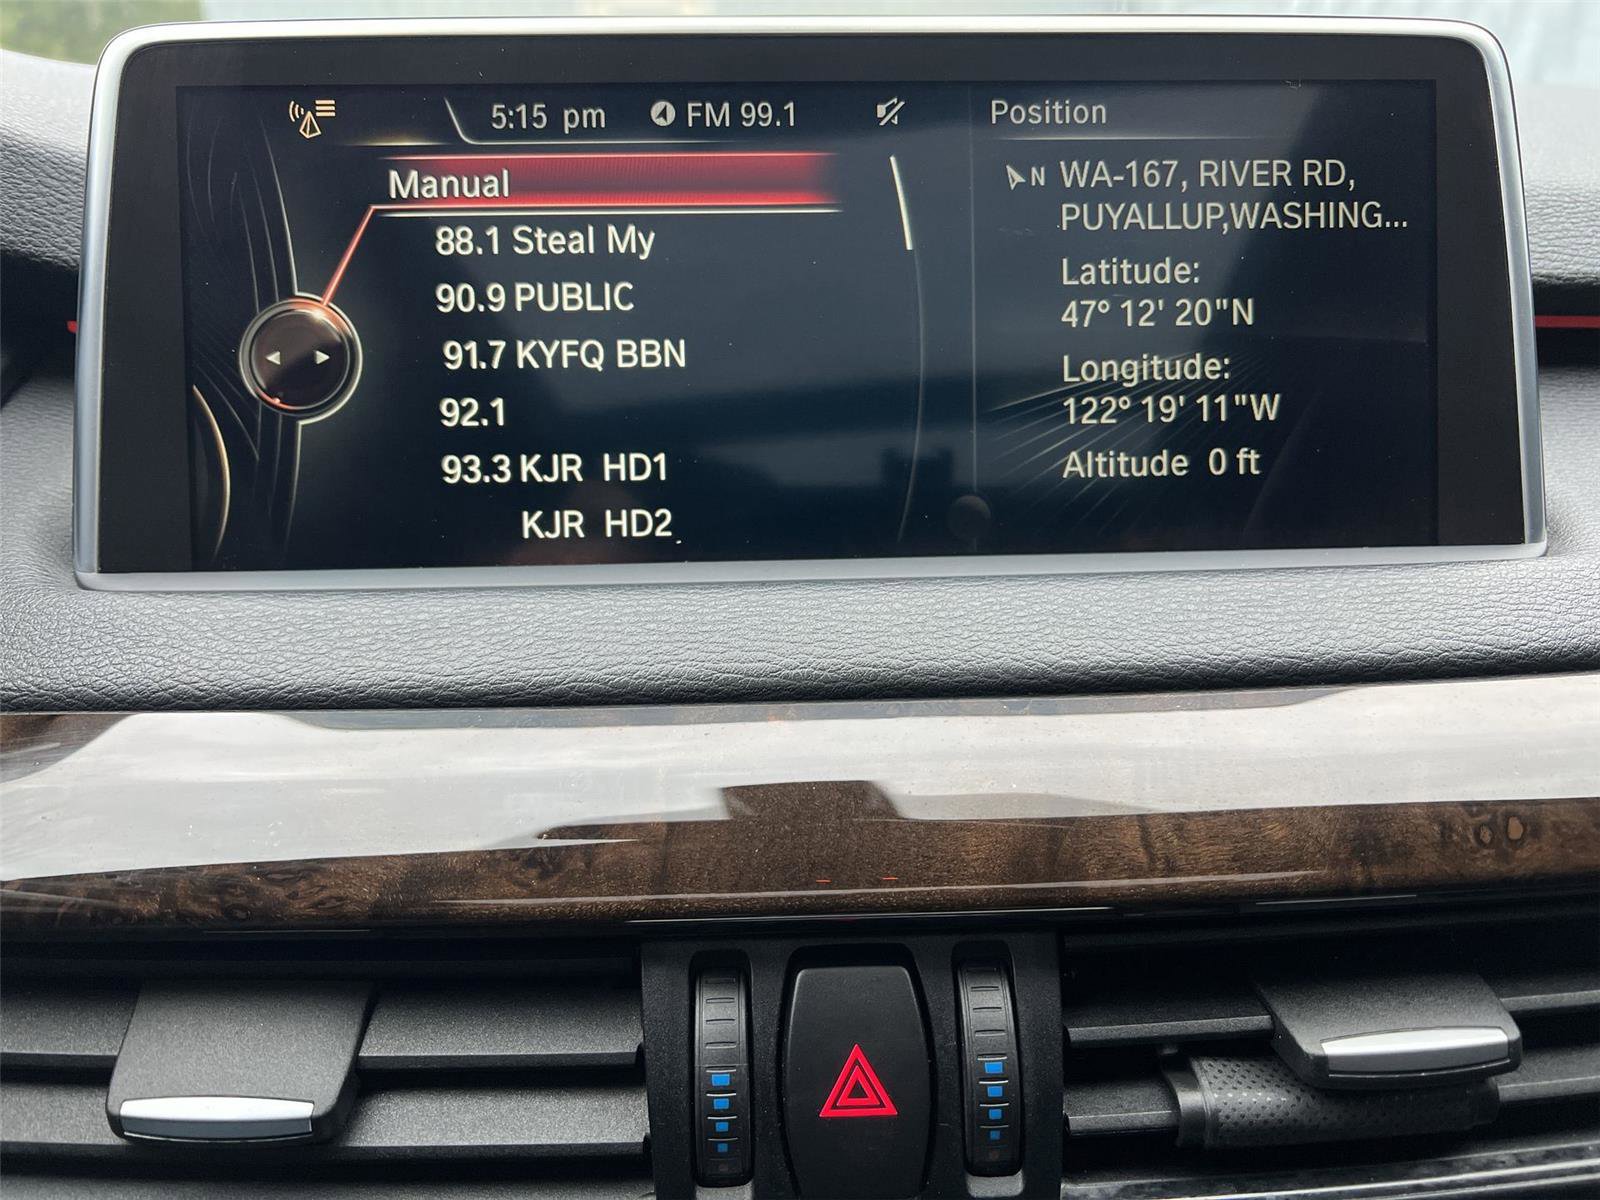 5:15 pm FM 99.1
Manual
88.1 Steal My
90.9 PUBLIC
91.7 KYFQ BBN
92.1
93.3 KJR HD1
KJR HD2
Position
N WA-167, RIVER RD,
PUYALLUP,WASHING...
Latitude:
47° 12' 20"N
Longitude:
122° 19' 11"W
Altitude 0 ft